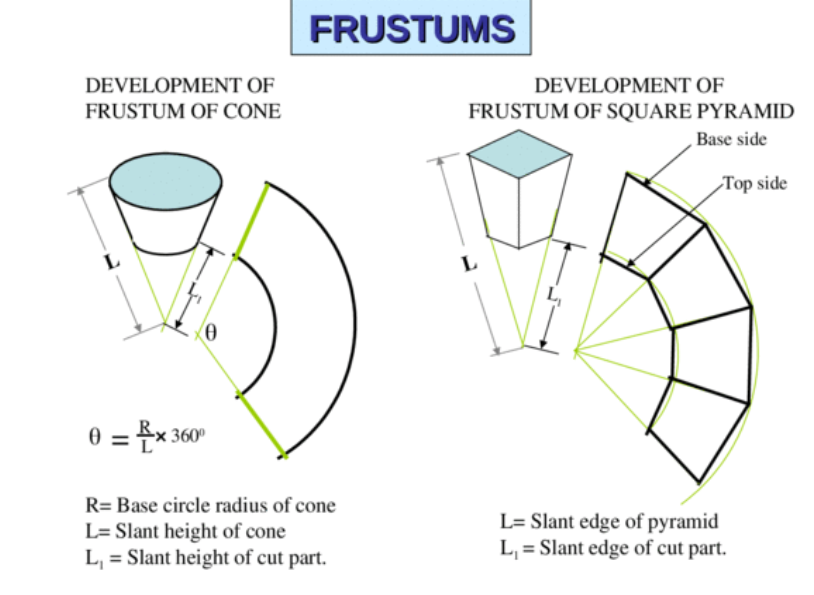 FRUSTUMS
DEVELOPMENT OF
FRUSTUM OF CONE
L
L₁
θ
θ = R/L × 360⁰
R= Base circle radius of cone
L= Slant height of cone
L₁ = Slant height of cut part.
DEVELOPMENT OF
FRUSTUM OF SQUARE PYRAMID
Base side
Top side
L
L₁
L= Slant edge of pyramid
L₁ = Slant edge of cut part.